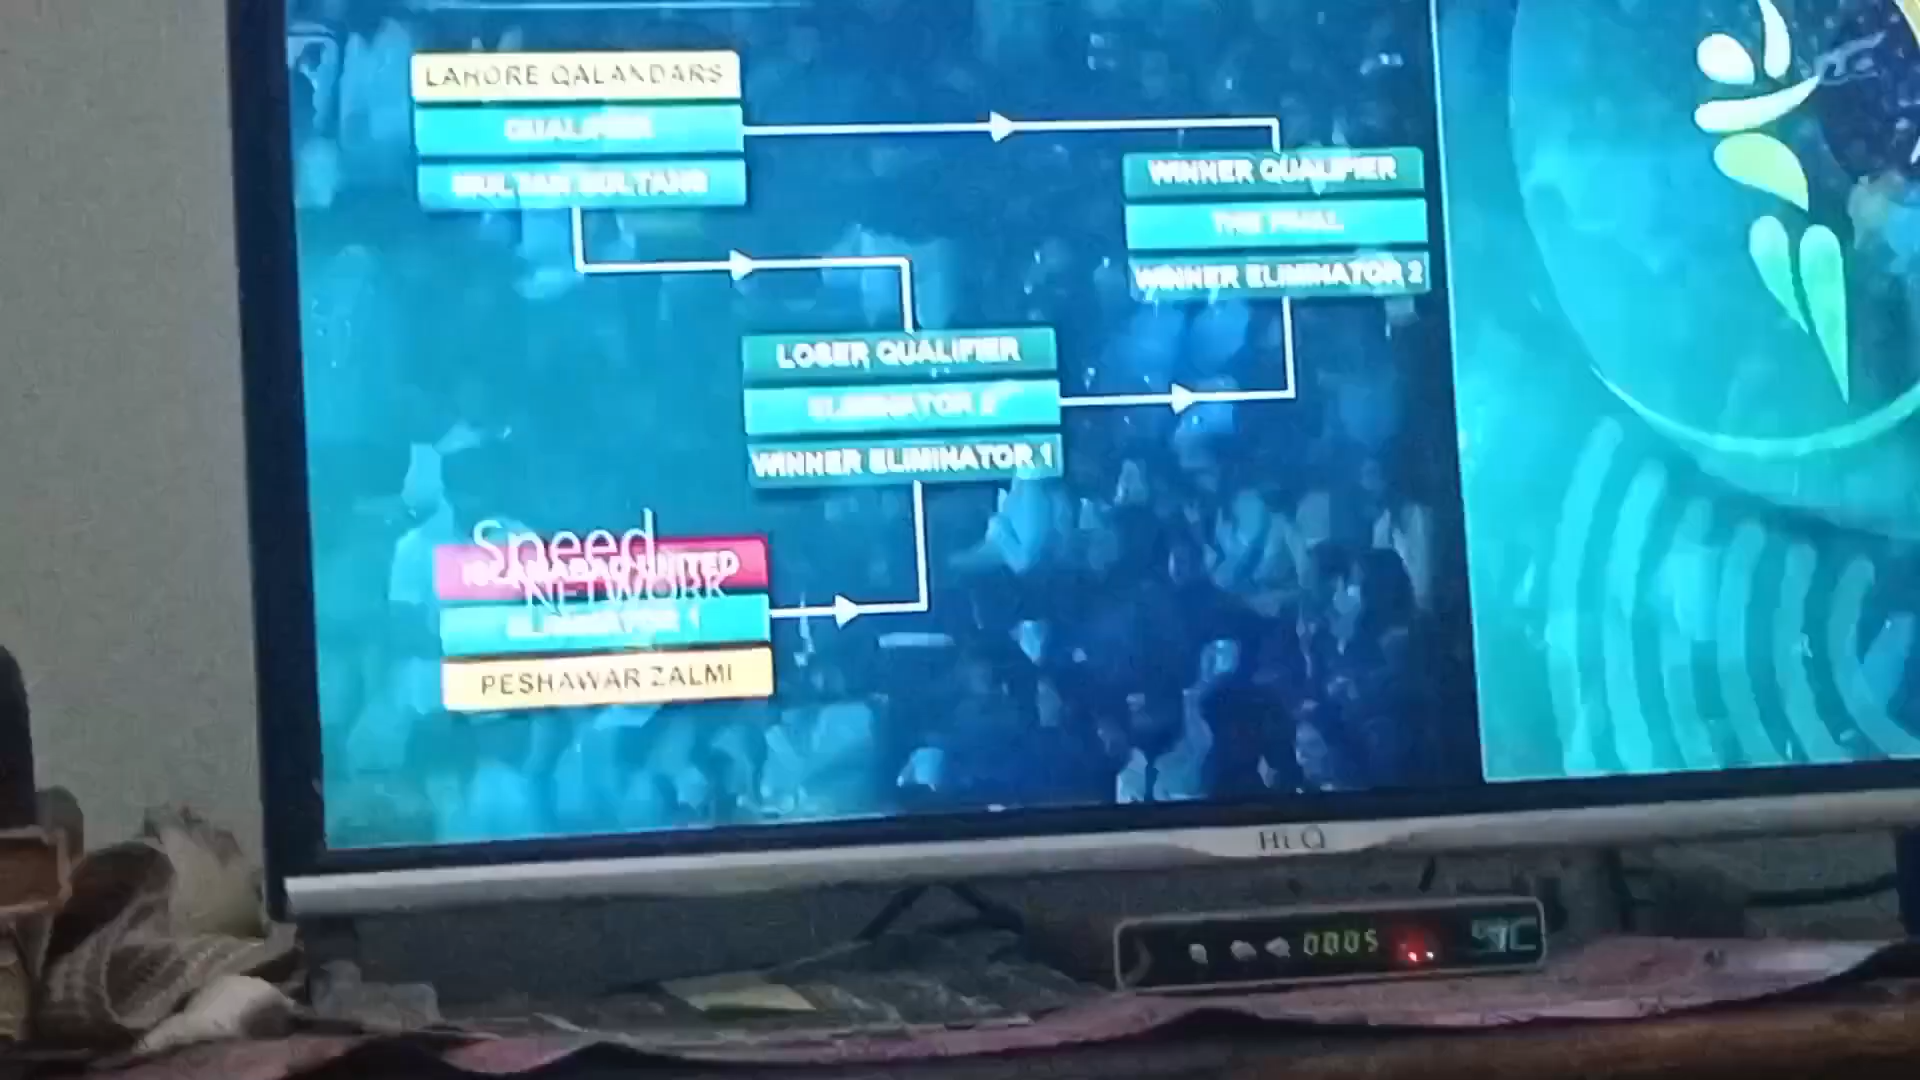 LAHORE QALANDARS
QUALIFIER
MULTAN SULTANS
WINNER QUALIFIER
THE FINAL
WINNER ELIMINATOR 2
LOSER QUALIFIER
ELIMINATOR 2
WINNER ELIMINATOR 1
Speed
NETWORK
ISLAMABAD UNITED
ELIMINATOR 1
PESHAWAR ZALMI
Hi Q
0005